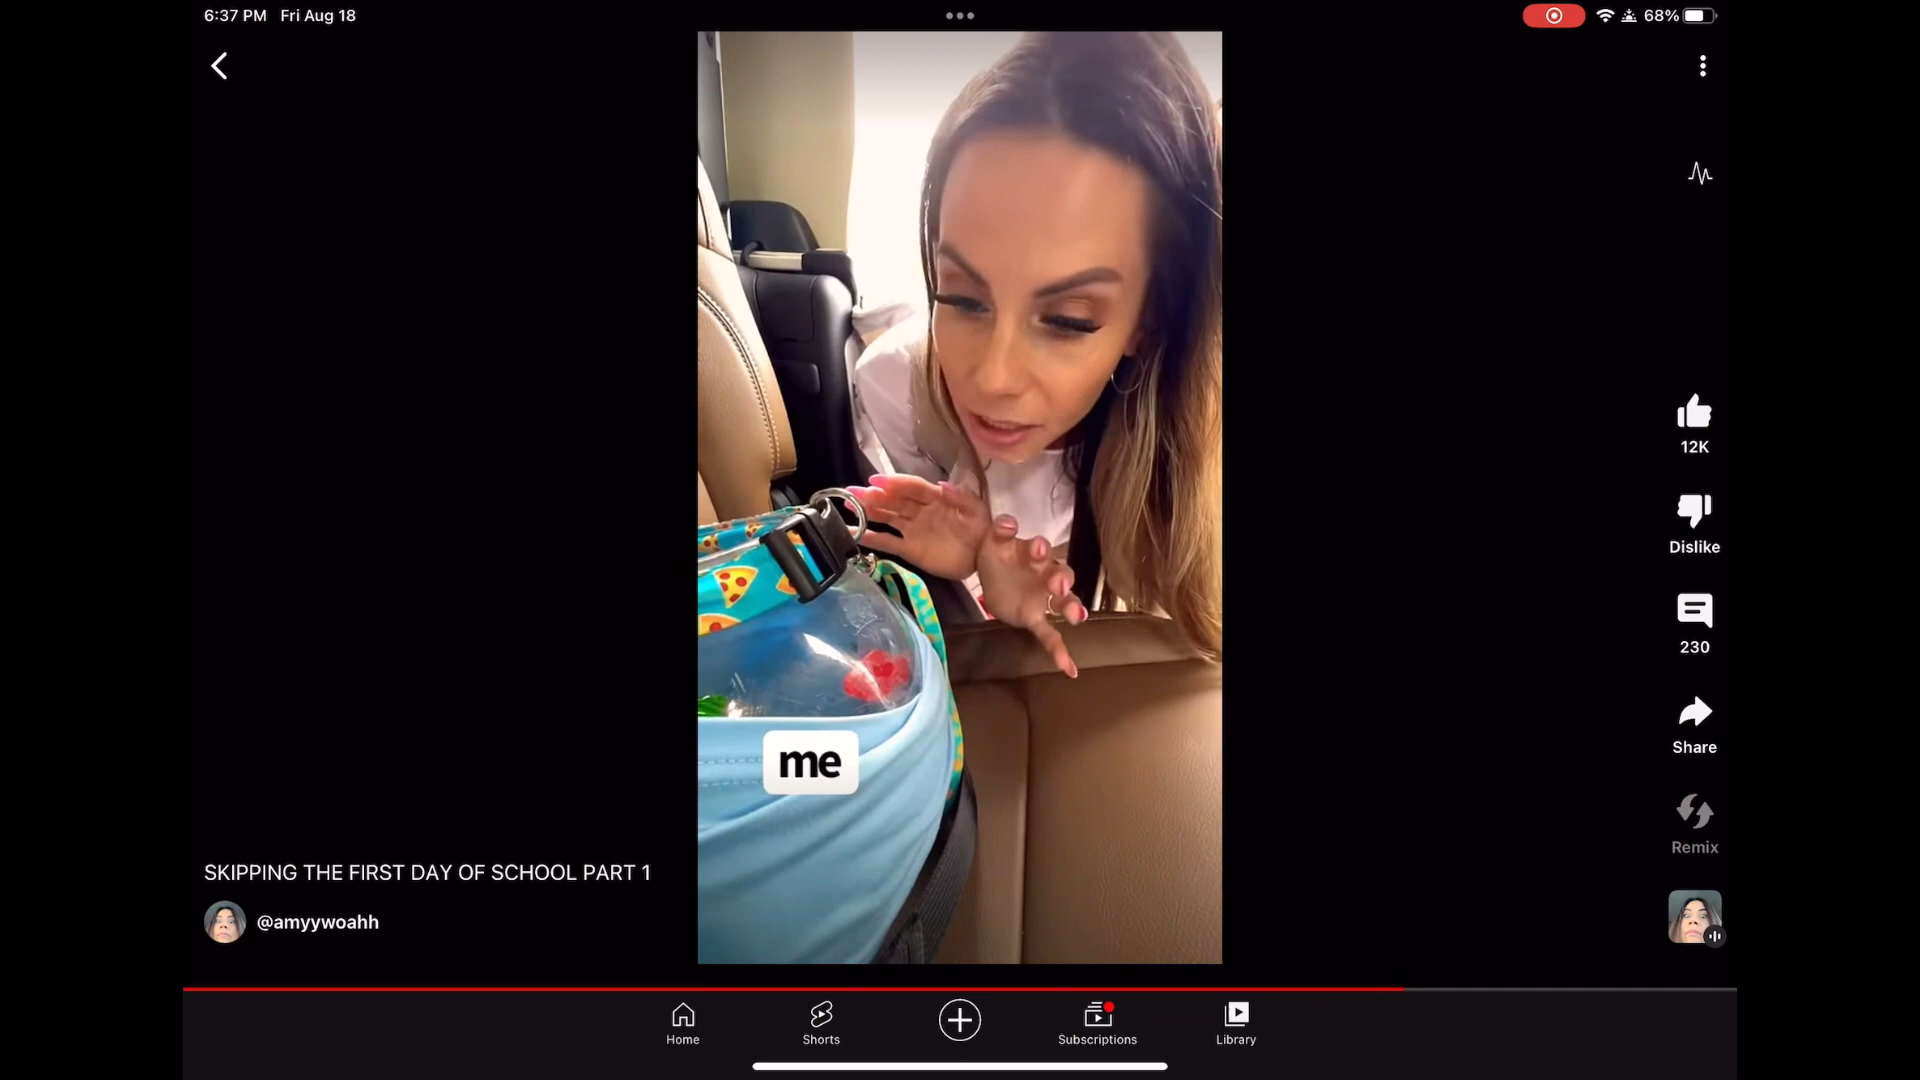 6:37 PM Fri Aug 18
68%
12K
Dislike
230
me
Share
Remix
SKIPPING THE FIRST DAY OF SCHOOL PART 1
@amyywoahh
Home
Shorts
Subscriptions
Library